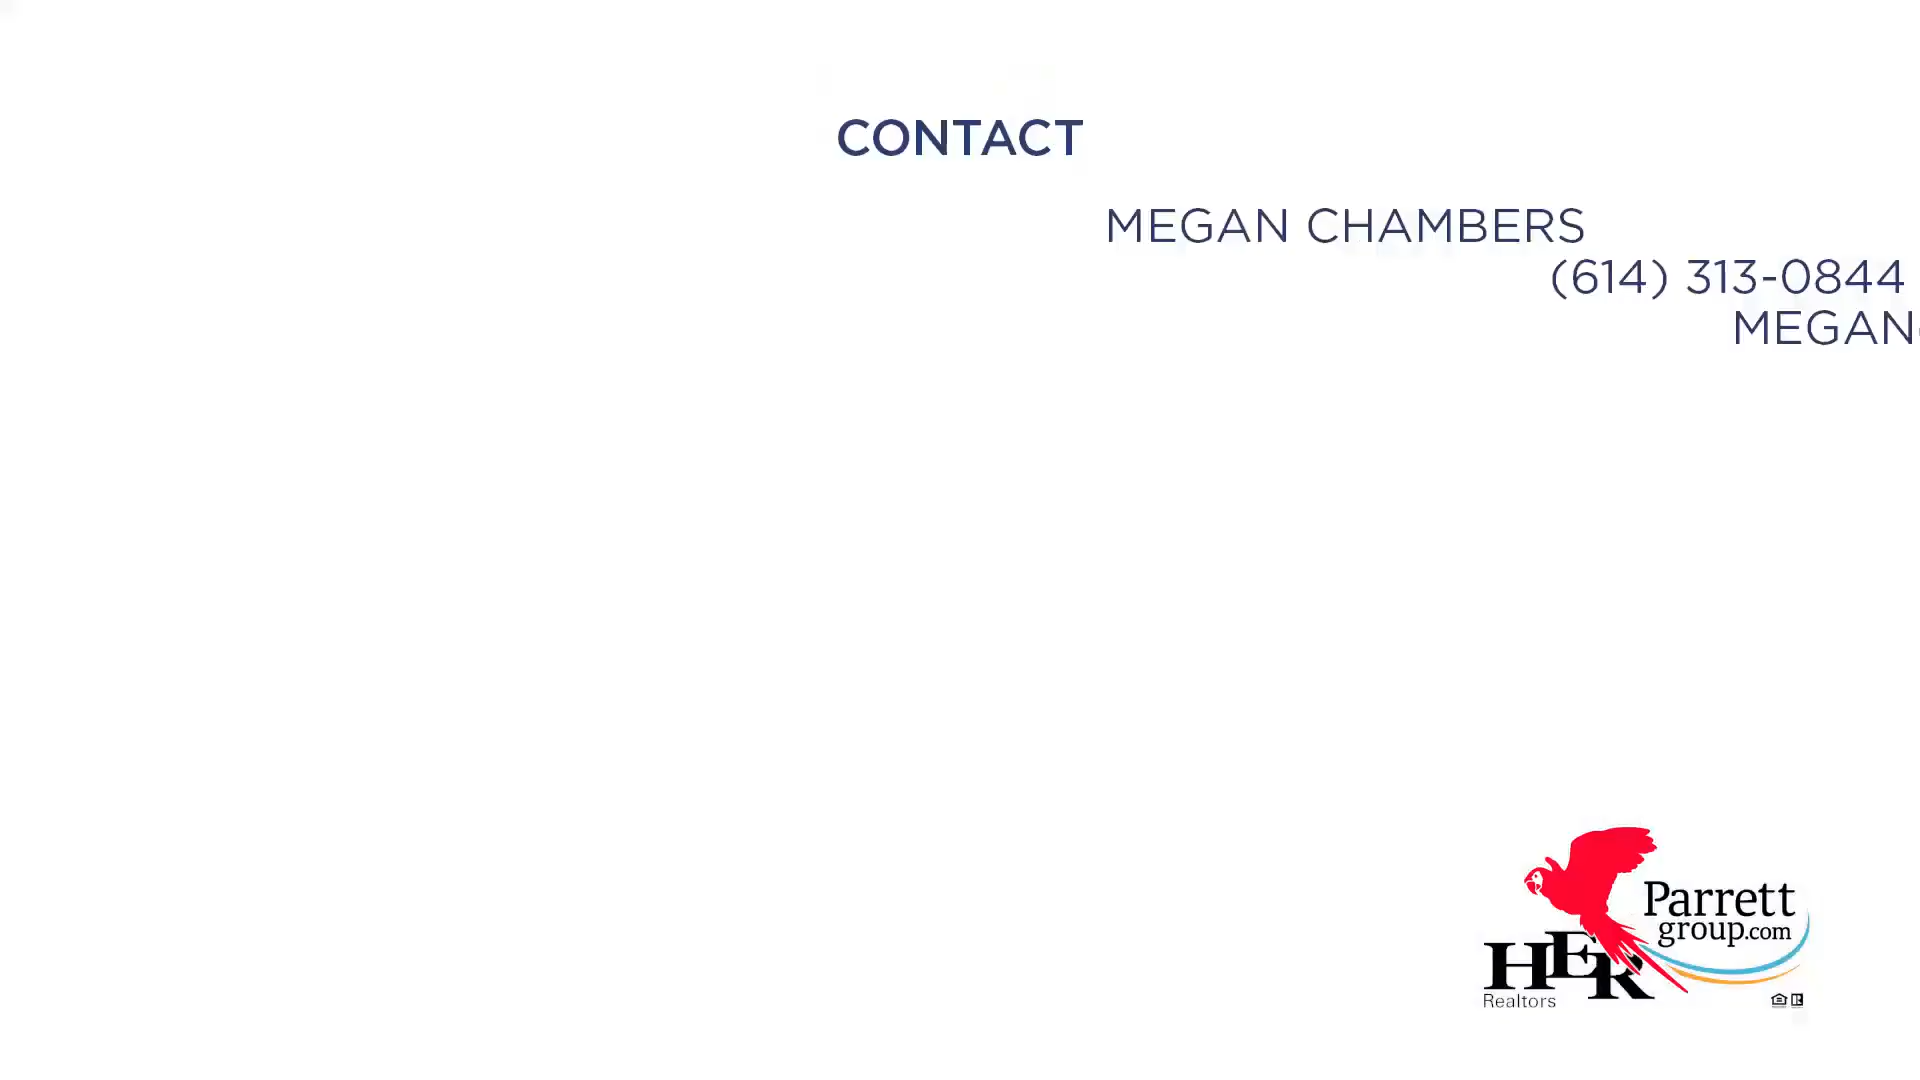 CONTACT
MEGAN CHAMBERS
(614) 313-0844
MEGAN
Parrett
group.com
HER
Realtors